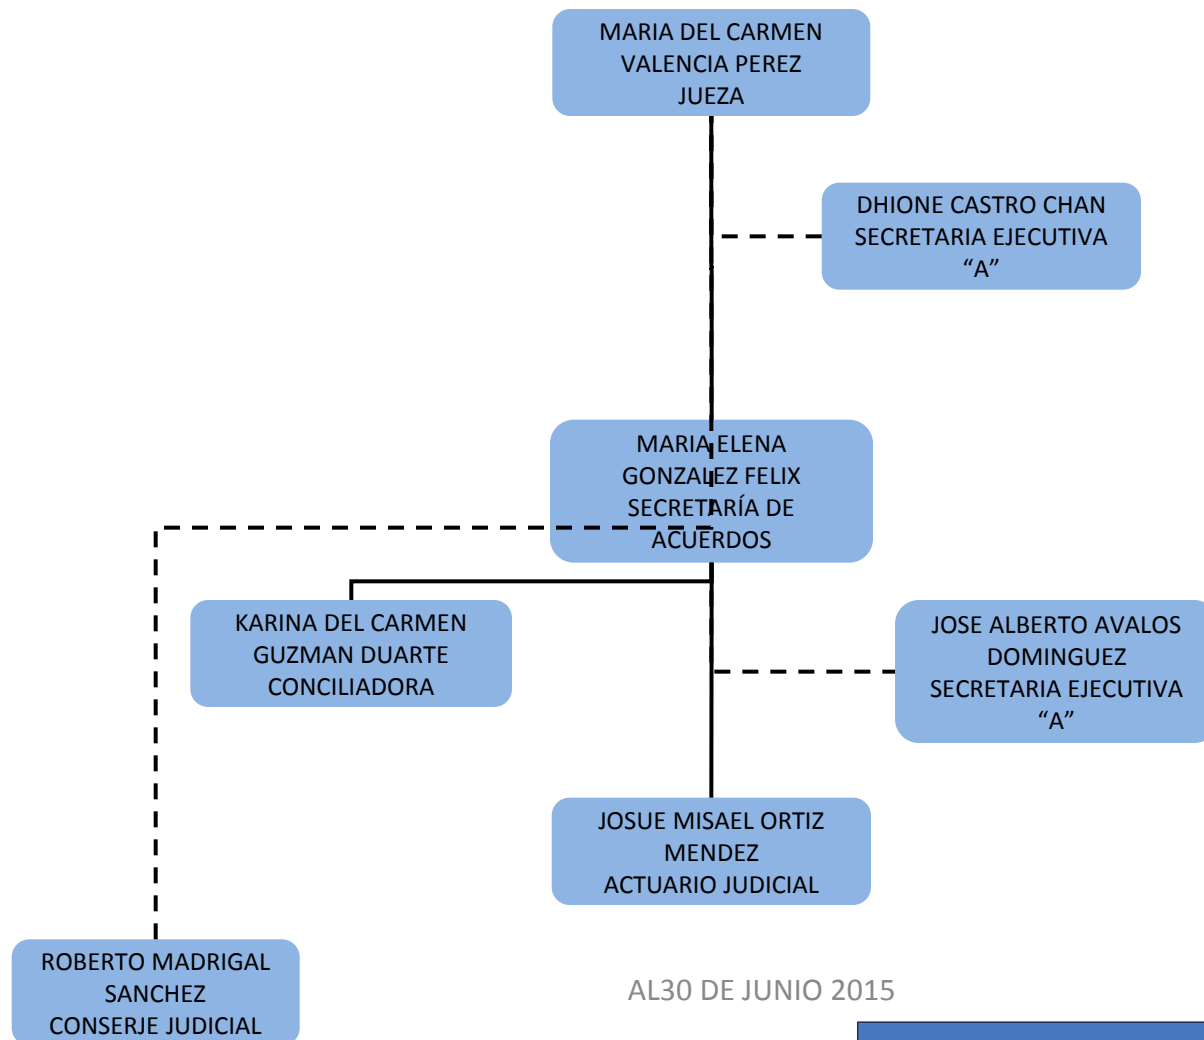 MARIA DEL CARMEN
VALENCIA PEREZ
JUEZA
DHIONE CASTRO CHAN
SECRETARIA EJECUTIVA
“A”
MARIA ELENA
GONZALEZ FELIX
SECRETARÍA DE
ACUERDOS
KARINA DEL CARMEN
GUZMAN DUARTE
CONCILIADORA
JOSE ALBERTO AVALOS
DOMINGUEZ
SECRETARIA EJECUTIVA
“A”
JOSUE MISAEL ORTIZ
MENDEZ
ACTUARIO JUDICIAL
ROBERTO MADRIGAL
SANCHEZ
CONSERJE JUDICIAL
AL30 DE JUNIO 2015